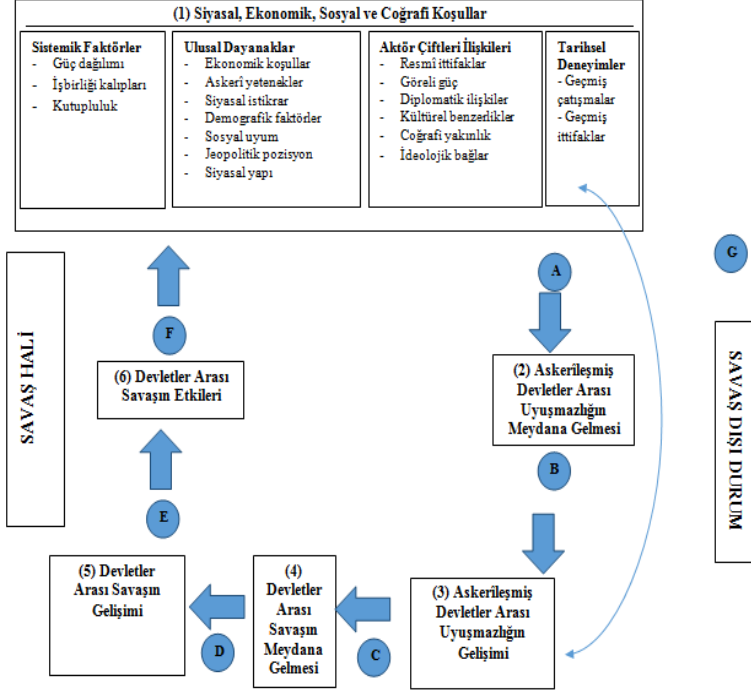 (1) Siyasal, Ekonomik, Sosyal ve Coğrafi Koşullar
Sistemik Faktörler
- Güç dağılımı
- İşbirliği kalıpları
- Kutupluluk
Ulusal Dayanaklar
- Ekonomik koşullar
- Askerî yetenekler
- Siyasal istikrar
- Demografik faktörler
- Sosyal uyum
- Jeopolitik pozisyon
- Siyasal yapı
Aktör Çiftleri İlişkileri
- Resmî ittifaklar
- Göreli güç
- Diplomatik ilişkiler
- Kültürel benzerlikler
- Coğrafi yakınlık
- İdeolojik bağlar
Tarihsel
Deneyimler
- Geçmiş
çatışmalar
- Geçmiş
ittifaklar
SAVAŞ HALİ
A
G
F
(6) Devletler Arası
Savaşın Etkileri
(2) Askerileşmiş
Devletler Arası
Uyuşmazlığın
Meydana Gelmesi
SAVAŞ DIŞI DURUM
B
E
(5) Devletler
Arası Savaşın
Gelişimi
(4)
Devletler
Arası
Savaşın
Meydana
Gelmesi
(3) Askerileşmiş
Devletler Arası
Uyuşmazlığın
Gelişimi
D
C